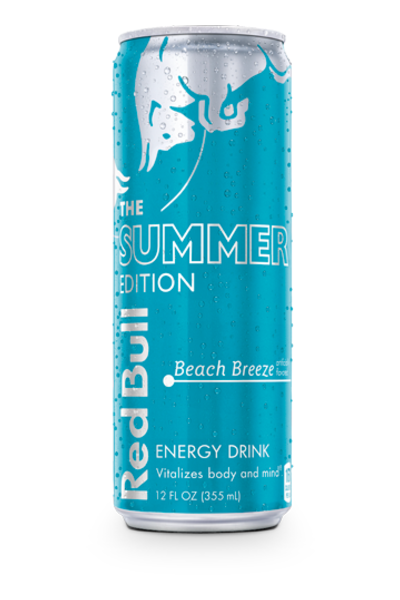 THE
SUMMER
EDITION
Red Bull
Beach Breeze
ENERGY DRINK
Vitalizes body and mind®
12 FL OZ (355 mL)